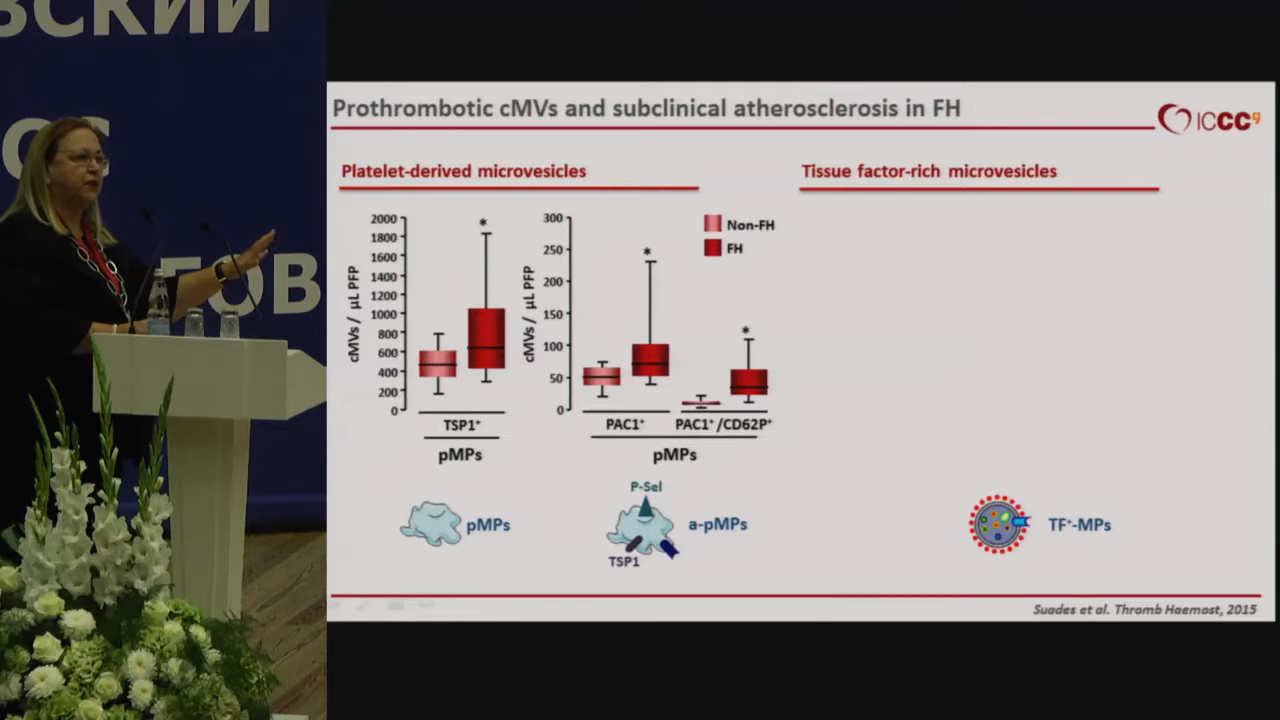 ВСКИЙ
ОС
ГОВ
Prothrombotic cMVs and subclinical atherosclerosis in FH
ICCC9
Platelet-derived microvesicles
Tissue factor-rich microvesicles
cMVs / µL PFP
2000
1800
1600
1400
1200
1000
800
600
400
200
0
*
TSP1⁺
pMPs
cMVs / µL PFP
300
250
200
150
100
50
0
*
*
PAC1⁺
PAC1⁺/CD62P⁺
pMPs
Non-FH
FH
pMPs
P-Sel
TSP1
a-pMPs
TF⁺-MPs
Suades et al. Thromb Haemost, 2015